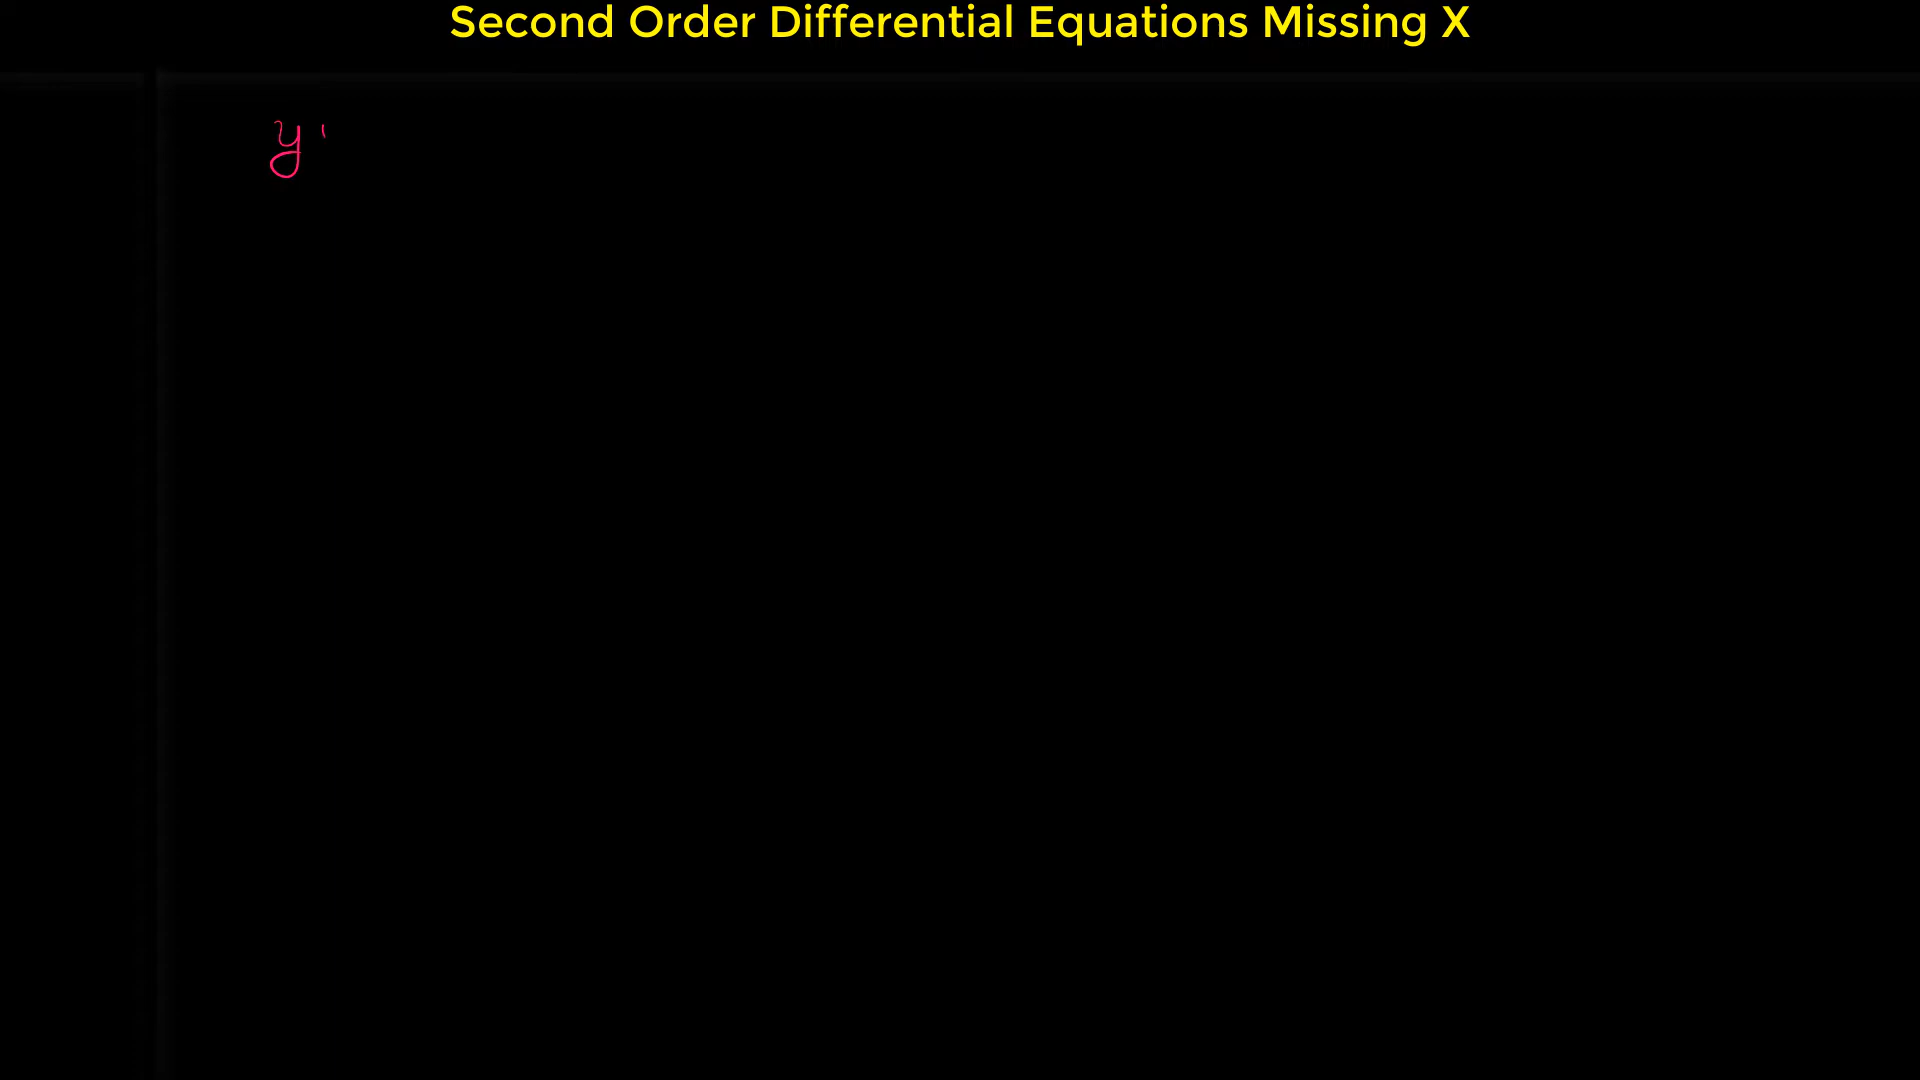 Second Order Differential Equations Missing X
y'